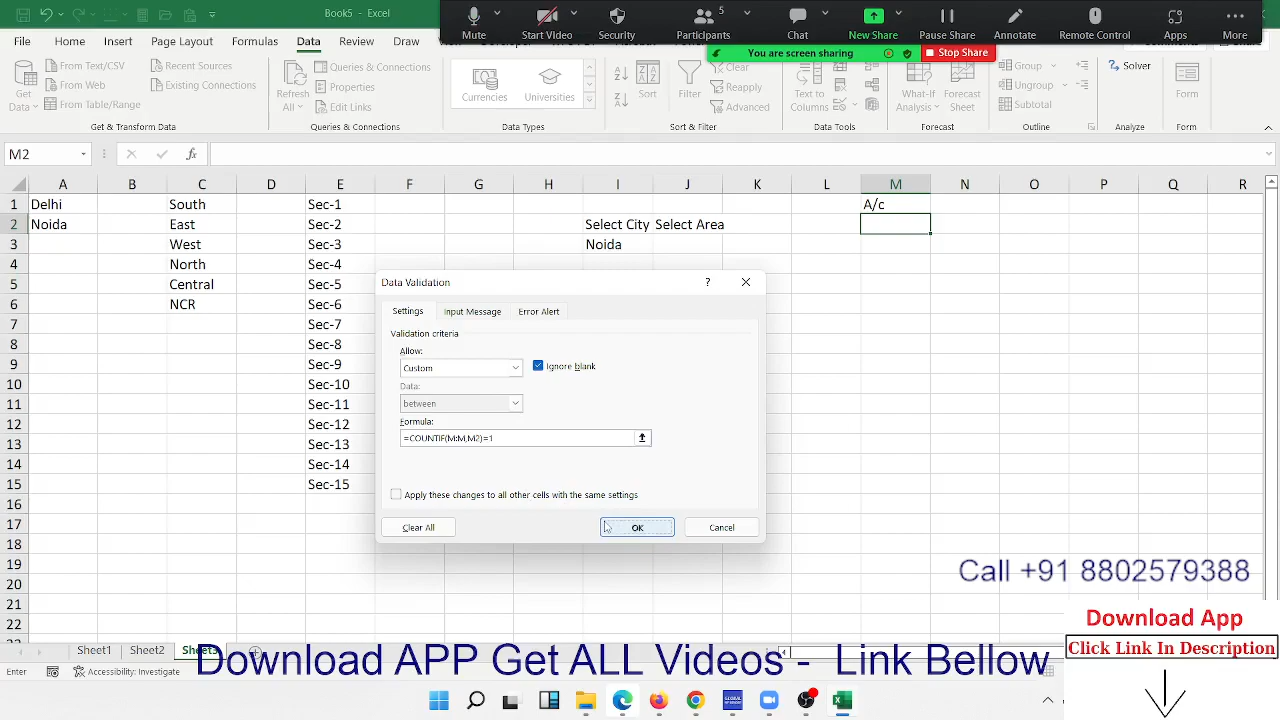 Book5 - Excel
Mute
Start Video
Security
5
Participants
Chat
New Share
Pause Share
Annotate
Remote Control
Apps
More
You are screen sharing
Stop Share
File
Home
Insert
Page Layout
Formulas
Data
Review
Draw
Get
Data
From Web
From Table/Range
Existing Connections
Get & Transform Data
Refresh
All
Queries & Connections
Properties
Edit Links
Queries & Connections
Currencies
Universities
Data Types
Sort
Filter
Clear
Reapply
Advanced
Sort & Filter
Text to
Columns
Data Tools
What-If
Analysis
Forecast
Sheet
Forecast
Group
Ungroup
Subtotal
Outline
Solver
Analyze
Form
Form
M2
fx
A B C D E F G H I J K L M N O P Q R
1 Delhi South Sec-1 A/c
2 Noida East Sec-2 Select City Select Area
3 West Sec-3 Noida
4 North Sec-4
5 Central Sec-5
6 NCR Sec-6
7 Sec-7
8 Sec-8
9 Sec-9
10 Sec-10
11 Sec-11
12 Sec-12
13 Sec-13
14 Sec-14
15 Sec-15
16
17
18
19
20
21
22
Data Validation
?
Settings
Input Message
Error Alert
Validation criteria
Allow:
Custom
Ignore blank
Data:
between
Formula:
=COUNTIF(M:M,M2)=1
Apply these changes to all other cells with the same settings
Clear All
OK
Cancel
Call +91 8802579388
Download App
Click Link In Description
Sheet1
Sheet2
Download APP Get ALL Videos - Link Bellow
Enter
Accessibility: Investigate